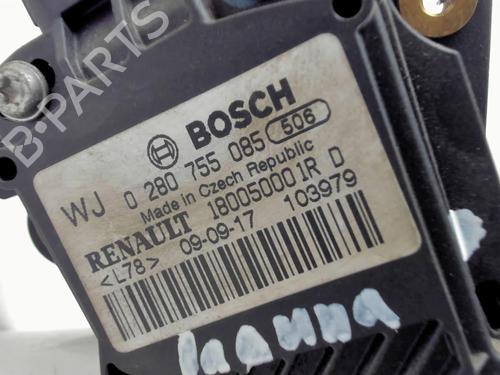 B-PARTS
BOSCH
WJ 0 280 755 085 506
Made in Czech Republic
RENAULT 180050001R D
<L78> 09-09-17 103979